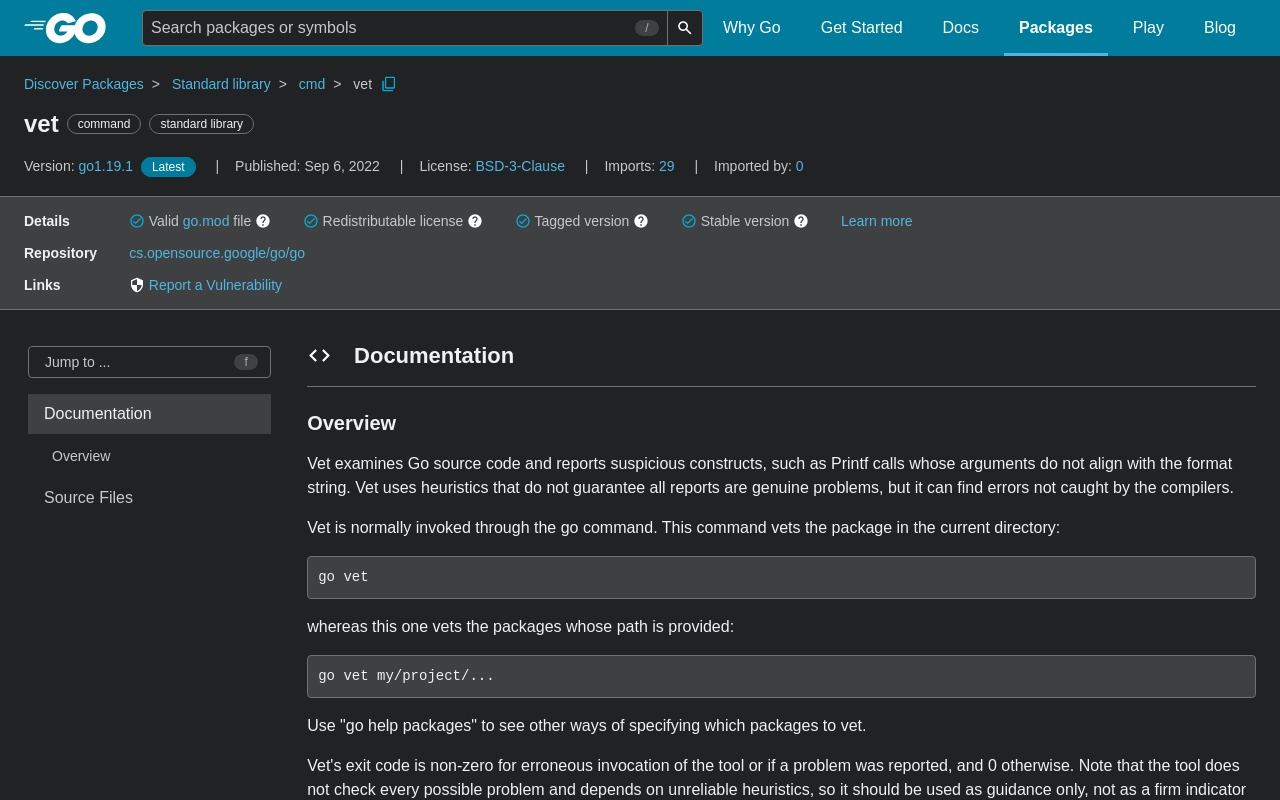 GO
Search packages or symbols /
Why Go Get Started Docs Packages Play Blog
Discover Packages > Standard library > cmd > vet
vet command standard library
Version: go1.19.1 Latest | Published: Sep 6, 2022 | License: BSD-3-Clause | Imports: 29 | Imported by: 0
Details Valid go.mod file Redistributable license Tagged version Stable version Learn more
Repository cs.opensource.google/go/go
Links Report a Vulnerability
Jump to ... f
Documentation
Overview
Source Files
Documentation
Overview
Vet examines Go source code and reports suspicious constructs, such as Printf calls whose arguments do not align with the format
string. Vet uses heuristics that do not guarantee all reports are genuine problems, but it can find errors not caught by the compilers.
Vet is normally invoked through the go command. This command vets the package in the current directory:
go vet
whereas this one vets the packages whose path is provided:
go vet my/project/...
Use "go help packages" to see other ways of specifying which packages to vet.
Vet's exit code is non-zero for erroneous invocation of the tool or if a problem was reported, and 0 otherwise. Note that the tool does
not check every possible problem and depends on unreliable heuristics, so it should be used as guidance only, not as a firm indicator